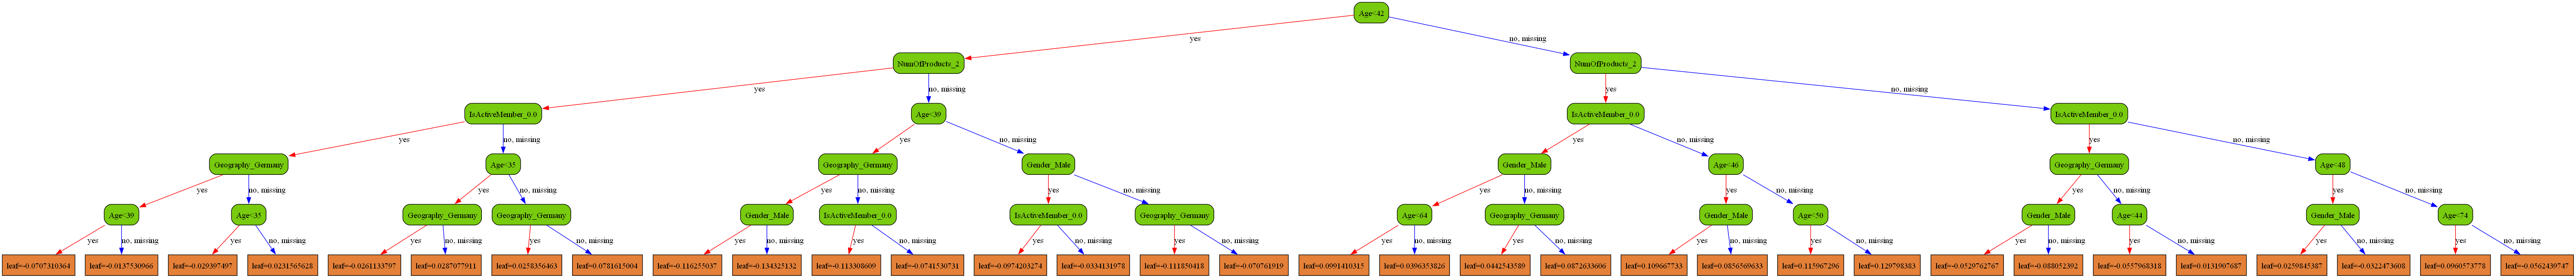 Age<42
yes
no, missing
NumOfProducts_2
NumOfProducts_2
yes
no, missing
yes
no, missing
IsActiveMember_0.0
Age<39
IsActiveMember_0.0
IsActiveMember_0.0
yes
no, missing
yes
no, missing
yes
no, missing
yes
no, missing
Geography_Germany
Age<35
Geography_Germany
Gender_Male
Gender_Male
Age<46
Geography_Germany
Age<48
yes
no, missing
yes
no, missing
yes
no, missing
yes
no, missing
yes
no, missing
yes
no, missing
yes
no, missing
yes
no, missing
Age<39
Age<35
Geography_Germany
Geography_Germany
Gender_Male
IsActiveMember_0.0
IsActiveMember_0.0
Geography_Germany
Age<64
Geography_Germany
Gender_Male
Age<50
Gender_Male
Age<44
Gender_Male
Age<74
yes
no, missing
yes
no, missing
yes
no, missing
yes
no, missing
yes
no, missing
yes
no, missing
yes
no, missing
yes
no, missing
yes
no, missing
yes
no, missing
yes
no, missing
yes
no, missing
yes
no, missing
yes
no, missing
yes
no, missing
yes
no, missing
leaf=-0.0707310364
leaf=-0.0137530966
leaf=-0.029397497
leaf=0.0231565628
leaf=-0.0261133797
leaf=0.0287077911
leaf=0.0258356463
leaf=0.0781615004
leaf=-0.116255037
leaf=-0.134325132
leaf=-0.113308609
leaf=-0.0741530731
leaf=-0.0974203274
leaf=-0.0334131978
leaf=-0.111850418
leaf=-0.070761919
leaf=0.0991410315
leaf=0.0396353826
leaf=0.0442543589
leaf=0.0872633606
leaf=0.109667733
leaf=0.0856569633
leaf=0.115967296
leaf=0.129798383
leaf=-0.0529762767
leaf=-0.088052392
leaf=-0.0557968318
leaf=0.0131907687
leaf=0.0259845387
leaf=-0.0322473608
leaf=0.0960573778
leaf=-0.0562439747